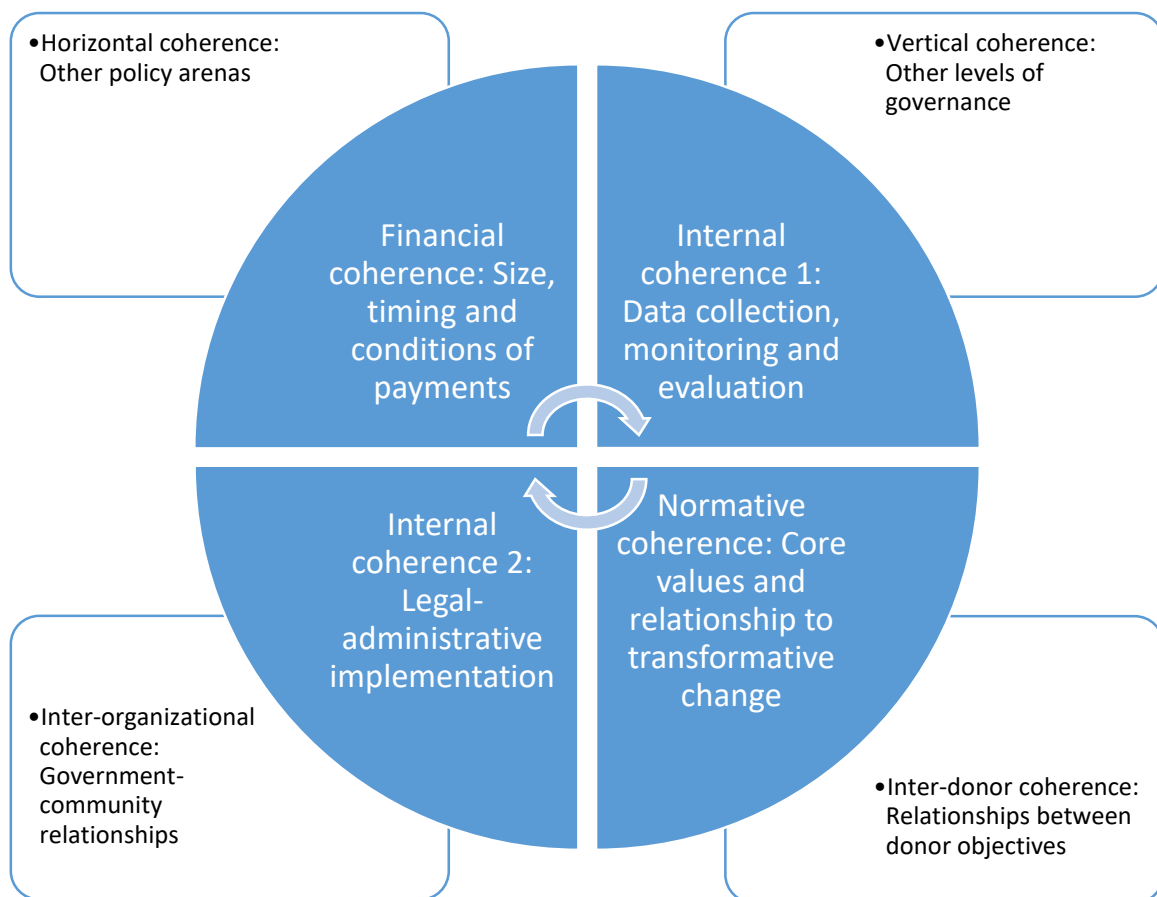 •Horizontal coherence:
Other policy arenas
•Vertical coherence:
Other levels of
governance
Financial
coherence: Size,
timing and
conditions of
payments
Internal
coherence 1:
Data collection,
monitoring and
evaluation
Internal
coherence 2:
Legal-
administrative
implementation
Normative
coherence: Core
values and
relationship to
transformative
change
•Inter-organizational
coherence:
Government-
community
relationships
•Inter-donor coherence:
Relationships between
donor objectives